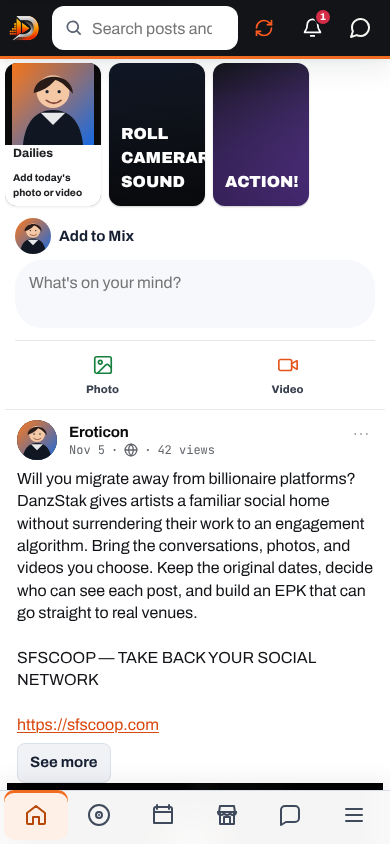 Search posts and
1
Dailies
Add today's
photo or video
ROLL
CAMERAR
SOUND
ACTION!
Add to Mix
What's on your mind?
Photo
Video
Eroticon
...
Nov 5 · · 42 views
Will you migrate away from billionaire platforms?
DanzStak gives artists a familiar social home
without surrendering their work to an engagement
algorithm. Bring the conversations, photos, and
videos you choose. Keep the original dates, decide
who can see each post, and build an EPK that can
go straight to real venues.
SFSCOOP — TAKE BACK YOUR SOCIAL
NETWORK
https://sfscoop.com
See more